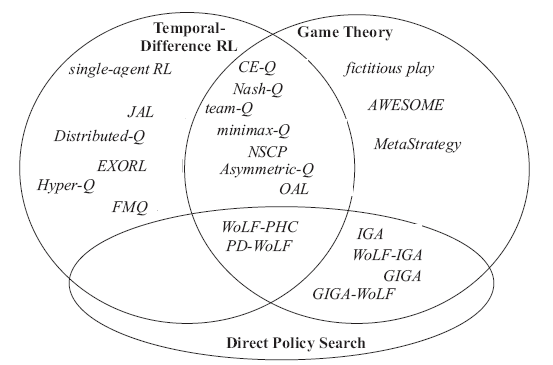 Temporal-
Difference RL
Game Theory
single-agent RL
JAL
Distributed-Q
EXORL
Hyper-Q
FMQ
CE-Q
Nash-Q
team-Q
minimax-Q
NSCP
Asymmetric-Q
OAL
fictitious play
AWESOME
MetaStrategy
WoLF-PHC
PD-WoLF
IGA
WoLF-IGA
GIGA
GIGA-WoLF
Direct Policy Search